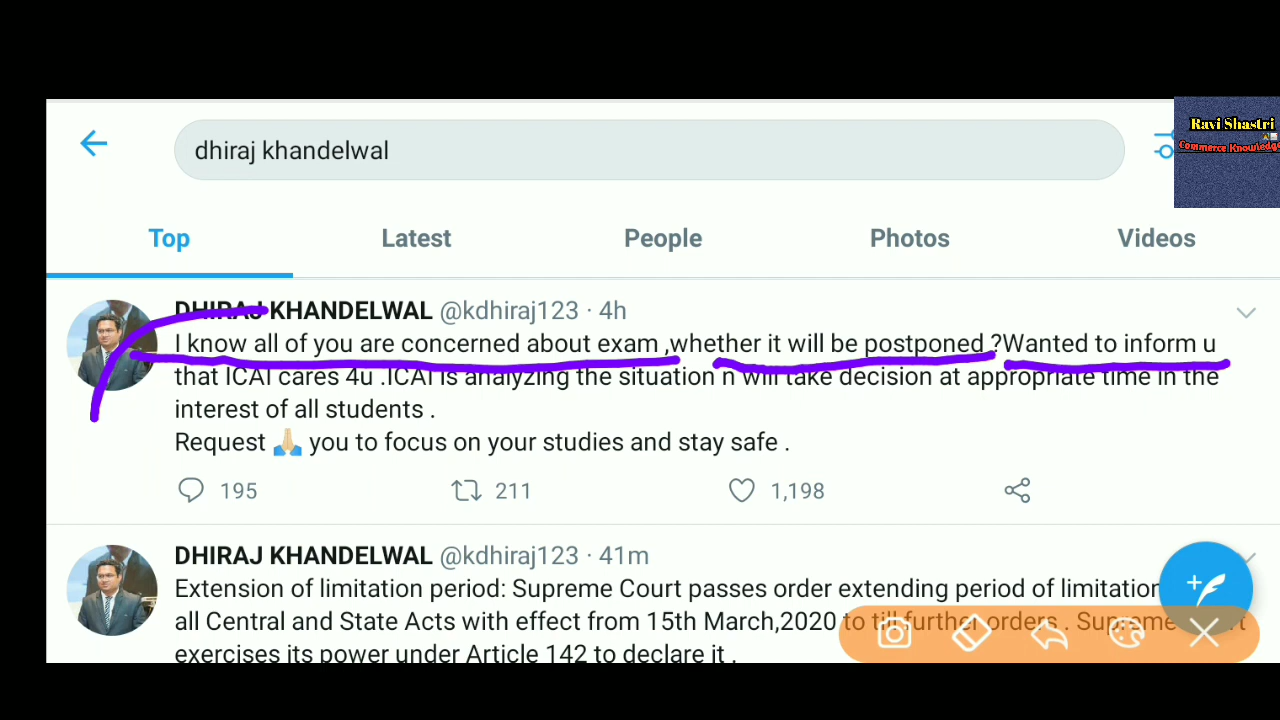 dhiraj khandelwal
Ravi Shastri
Commerce Knowledge
Top Latest People Photos Videos
DHIRAJ KHANDELWAL @kdhiraj123 · 4h
I know all of you are concerned about exam ,whether it will be postponed ?Wanted to inform u
that ICAI cares 4u .ICAI is analyzing the situation n will take decision at appropriate time in the
interest of all students .
Request 🙏 you to focus on your studies and stay safe .
195 211 1,198
DHIRAJ KHANDELWAL @kdhiraj123 · 41m
Extension of limitation period: Supreme Court passes order extending period of limitation
all Central and State Acts with effect from 15th March,2020 to till further orders . Supreme
exercises its power under Article 142 to declare it .